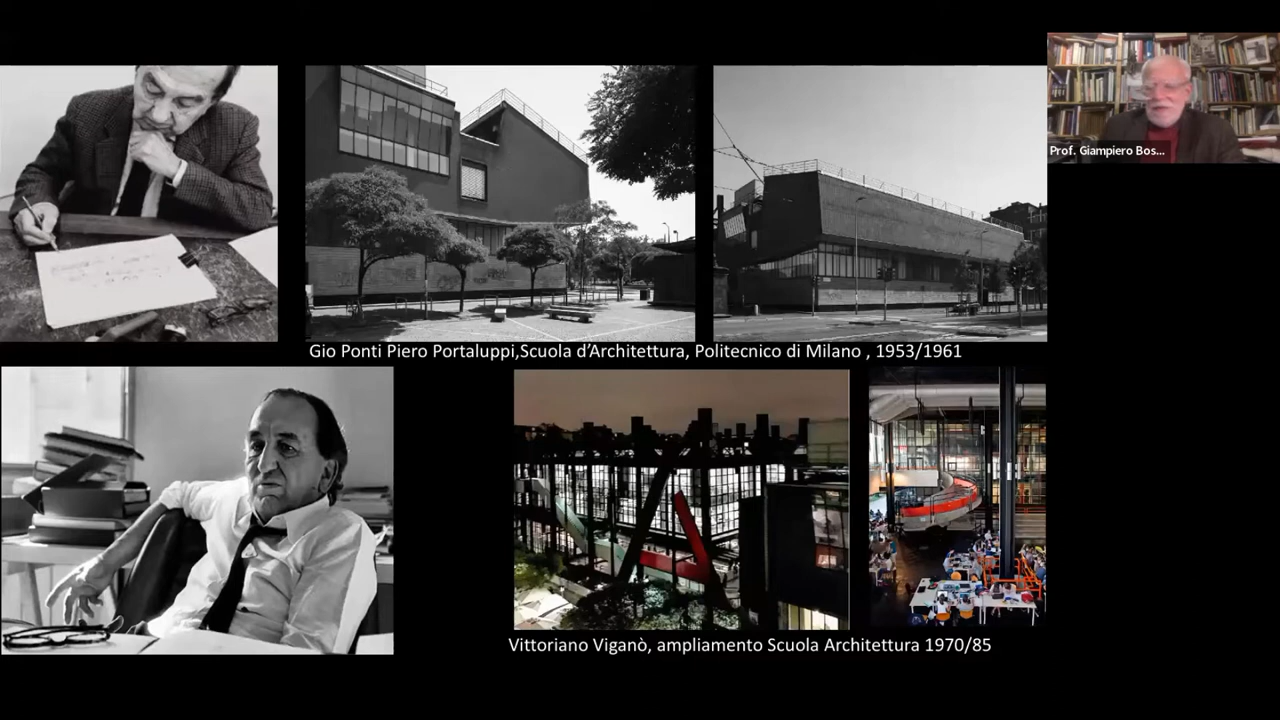 Prof. Giampiero Bos...
Gio Ponti Piero Portaluppi,Scuola d'Architettura, Politecnico di Milano , 1953/1961
Vittoriano Viganò, ampliamento Scuola Architettura 1970/85